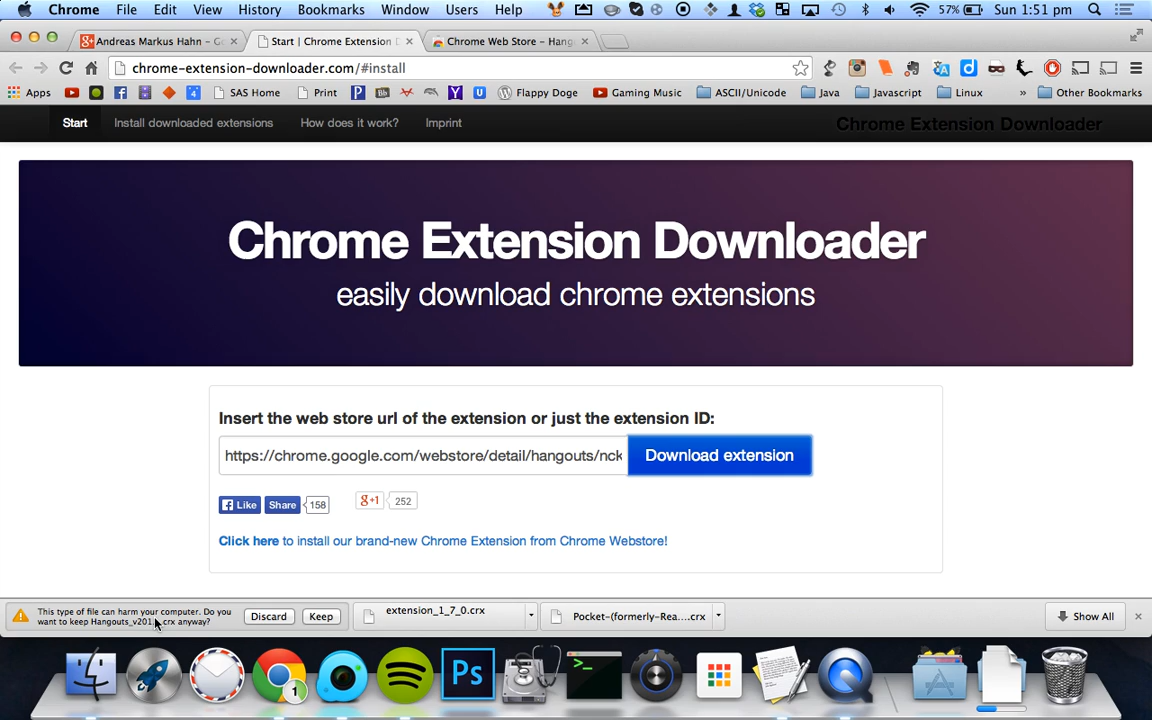 Chrome File Edit View History Bookmarks Window Users Help 57% Sun 1:51 pm
Andreas Markus Hahn – Go Start | Chrome Extension D Chrome Web Store – Hang
chrome-extension-downloader.com/#install
Apps SAS Home Print Flappy Doge Gaming Music ASCII/Unicode Java Javascript Linux » Other Bookmarks
Start Install downloaded extensions How does it work? Imprint Chrome Extension Downloader
Chrome Extension Downloader
easily download chrome extensions
Insert the web store url of the extension or just the extension ID:
https://chrome.google.com/webstore/detail/hangouts/nck Download extension
Like Share 158 g+1 252
Click here to install our brand-new Chrome Extension from Chrome Webstore!
This type of file can harm your computer. Do you
want to keep Hangouts_v201 crx anyway?
Discard Keep extension_1_7_0.crx Pocket-(formerly-Rea....crx Show All
Ps
1